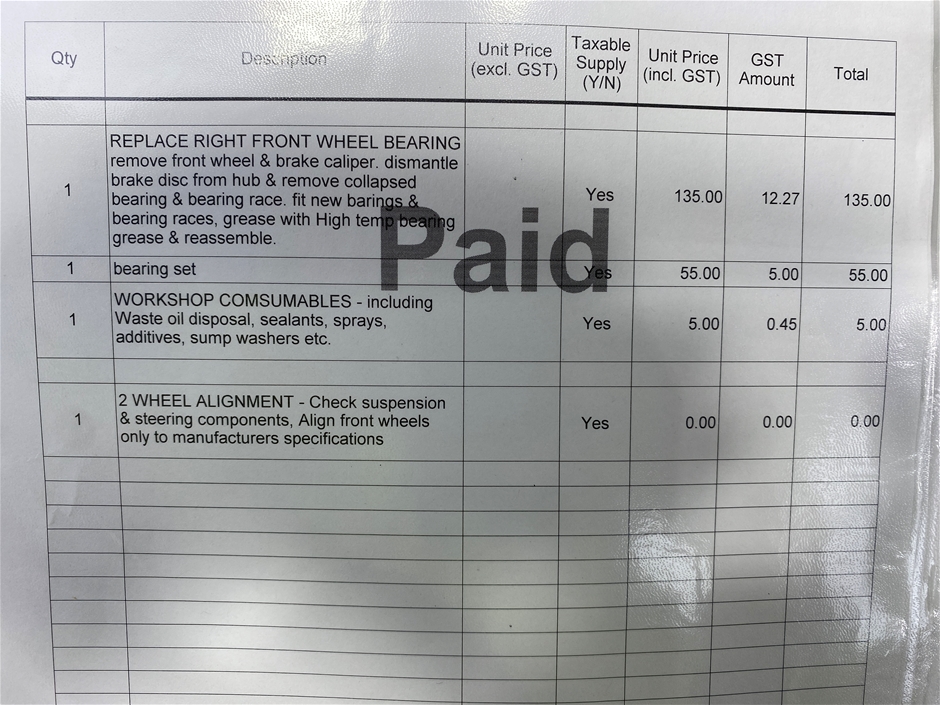 Qty Description Unit Price (excl. GST) Taxable Supply (Y/N) Unit Price (incl. GST) GST Amount Total
REPLACE RIGHT FRONT WHEEL BEARING
remove front wheel & brake caliper. dismantle
brake disc from hub & remove collapsed
1 bearing & bearing race. fit new barings & Yes 135.00 12.27 135.00
bearing races, grease with High temp bearing
grease & reassemble.
Paid
1 bearing set Yes 55.00 5.00 55.00
WORKSHOP COMSUMABLES - including
1 Waste oil disposal, sealants, sprays, Yes 5.00 0.45 5.00
additives, sump washers etc.
2 WHEEL ALIGNMENT - Check suspension
1 & steering components, Align front wheels Yes 0.00 0.00 0.00
only to manufacturers specifications